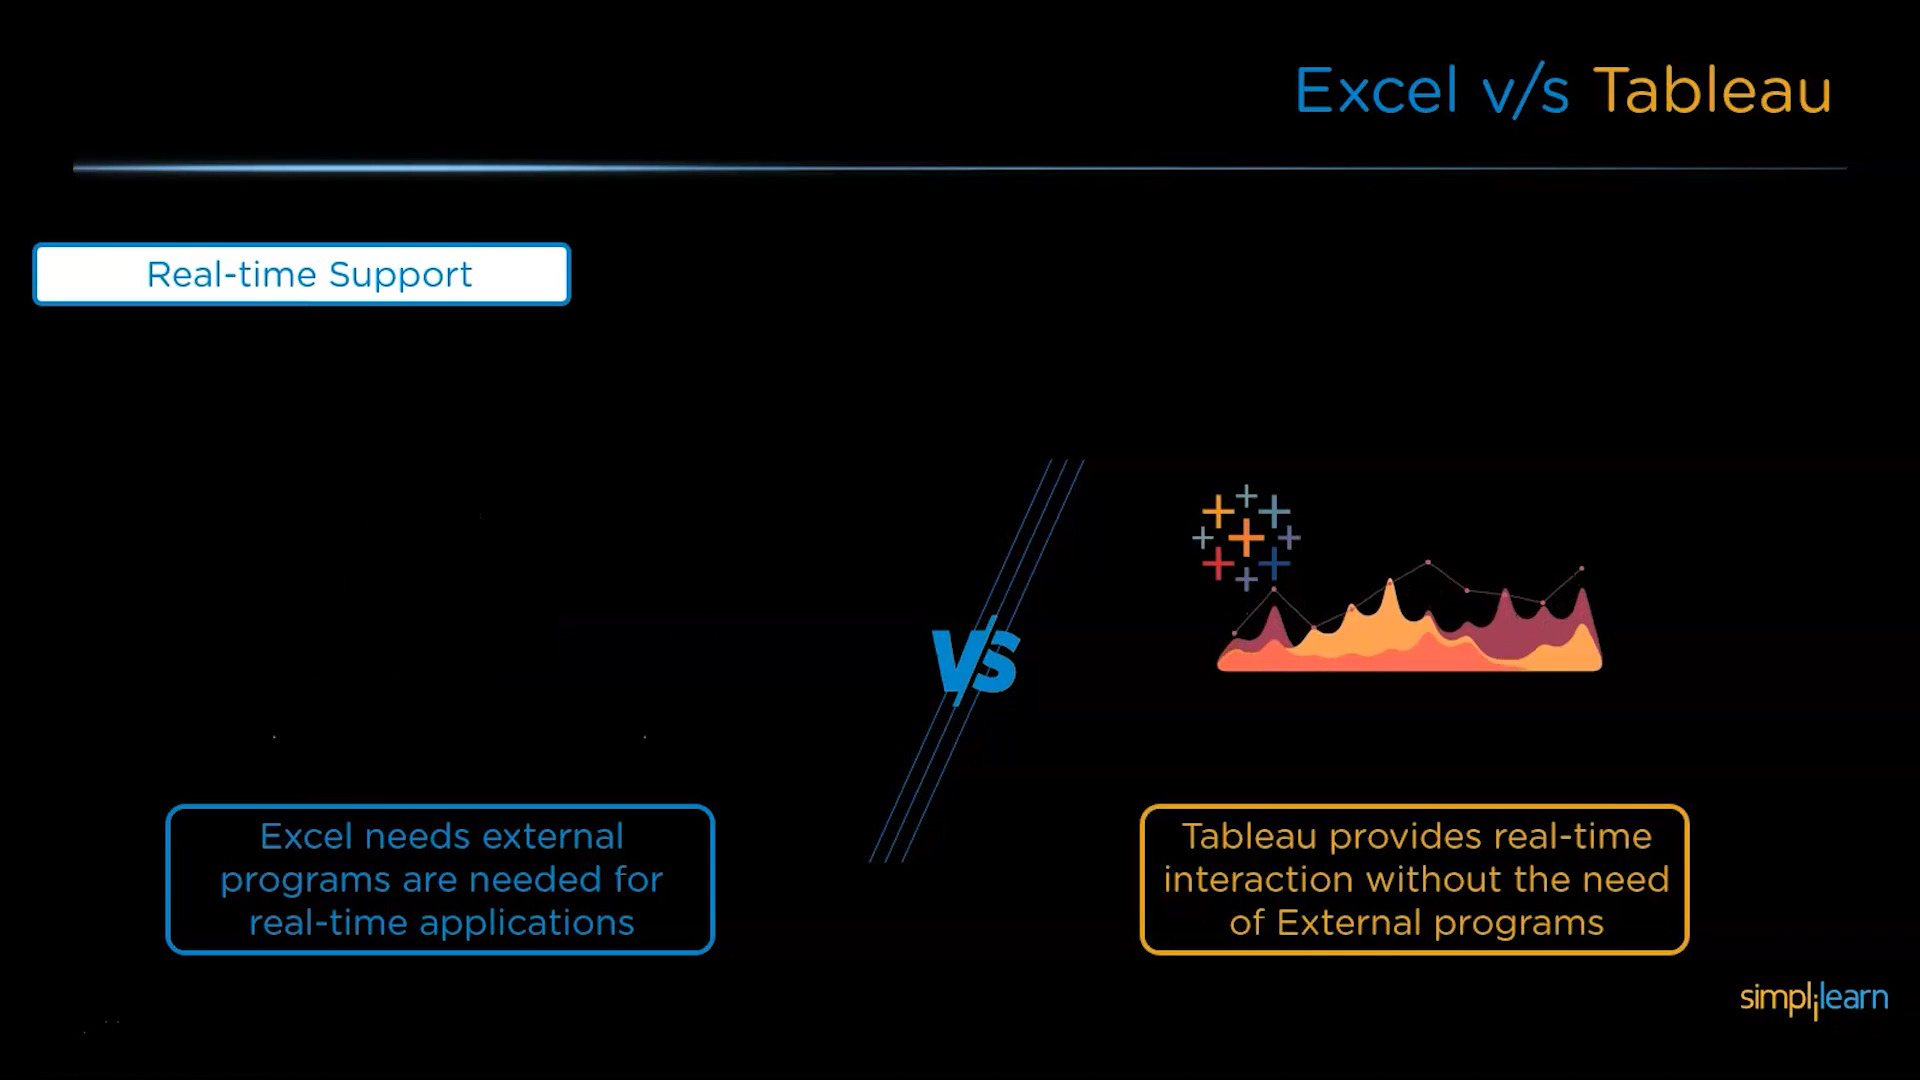 Excel v/s Tableau
Real-time Support
VS
Excel needs external
programs are needed for
real-time applications
Tableau provides real-time
interaction without the need
of External programs
simplilearn